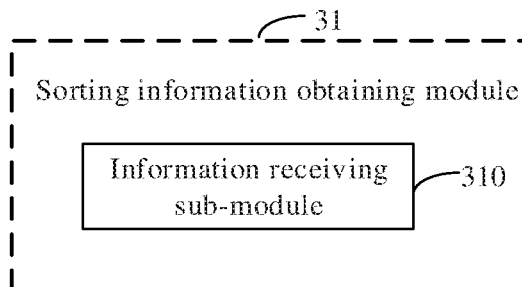 31
Sorting information obtaining module
Information receiving
sub-module
310